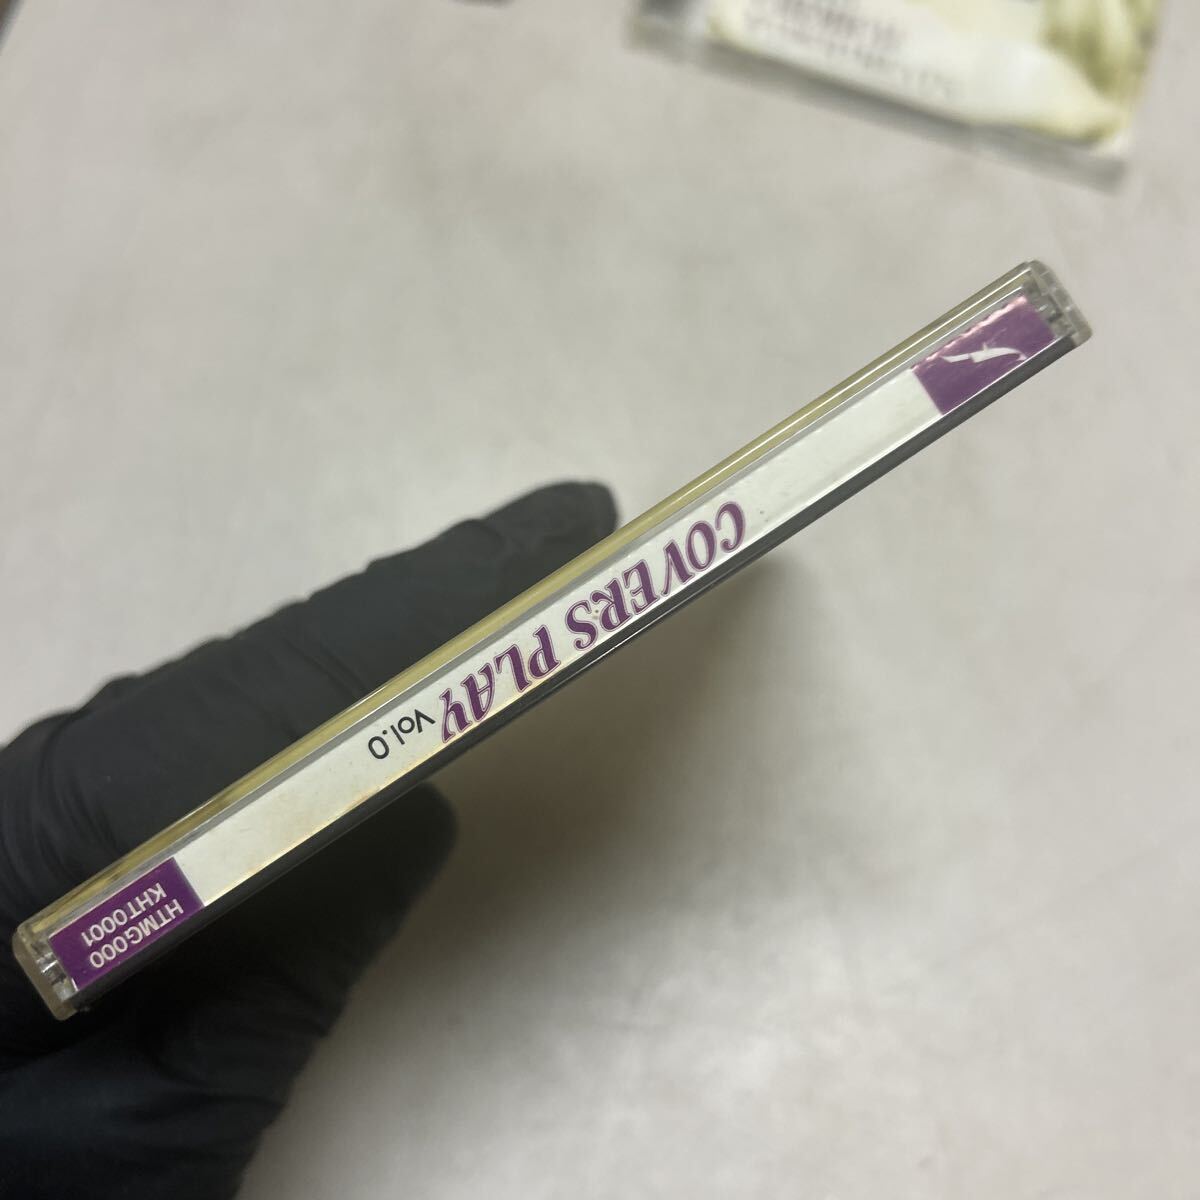 COVERS PLAY Vol.0
HTMG000
KHT0001